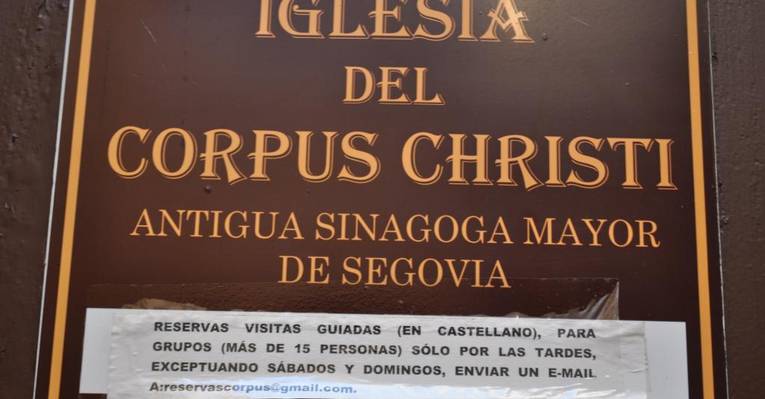 IGLESIA
DEL
CORPUS CHRISTI
ANTIGUA SINAGOGA MAYOR
DE SEGOVIA
RESERVAS VISITAS GUIADAS (EN CASTELLANO), PARA
GRUPOS (MÁS DE 15 PERSONAS) SÓLO POR LAS TARDES,
EXCEPTUANDO SÁBADOS Y DOMINGOS, ENVIAR UN E-MAIL
A:reservascorpus@gmail.com.